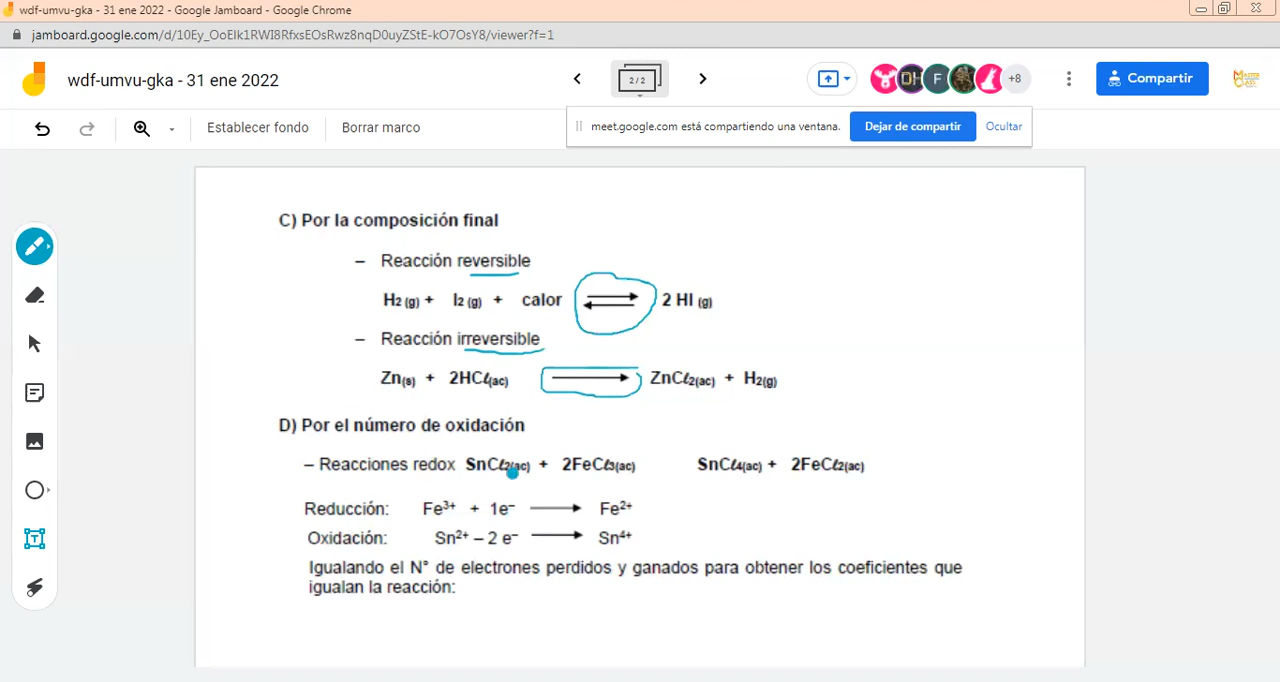 wdf-umvu-gka - 31 ene 2022 - Google Jamboard - Google Chrome
jamboard.google.com/d/10Ey_OoElk1RWI8RfxsEOsRwz8nqD0uyZStE-kO7OsY8/viewer?f=1
wdf-umvu-gka - 31 ene 2022
2 / 2
DH F +8
Compartir
MASTER CLASS
Establecer fondo
Borrar marco
meet.google.com está compartiendo una ventana.
Dejar de compartir
Ocultar
C) Por la composición final
– Reacción reversible
H2 (g) + I2 (g) + calor ⇄ 2 HI (g)
– Reacción irreversible
Zn(s) + 2HCℓ(ac) ⟶ ZnCℓ2(ac) + H2(g)
D) Por el número de oxidación
– Reacciones redox SnCℓ2(ac) + 2FeCℓ3(ac) SnCℓ4(ac) + 2FeCℓ2(ac)
Reducción: Fe³⁺ + 1e⁻ ⟶ Fe²⁺
Oxidación: Sn²⁺ – 2 e⁻ ⟶ Sn⁴⁺
Igualando el N° de electrones perdidos y ganados para obtener los coeficientes que
igualan la reacción: